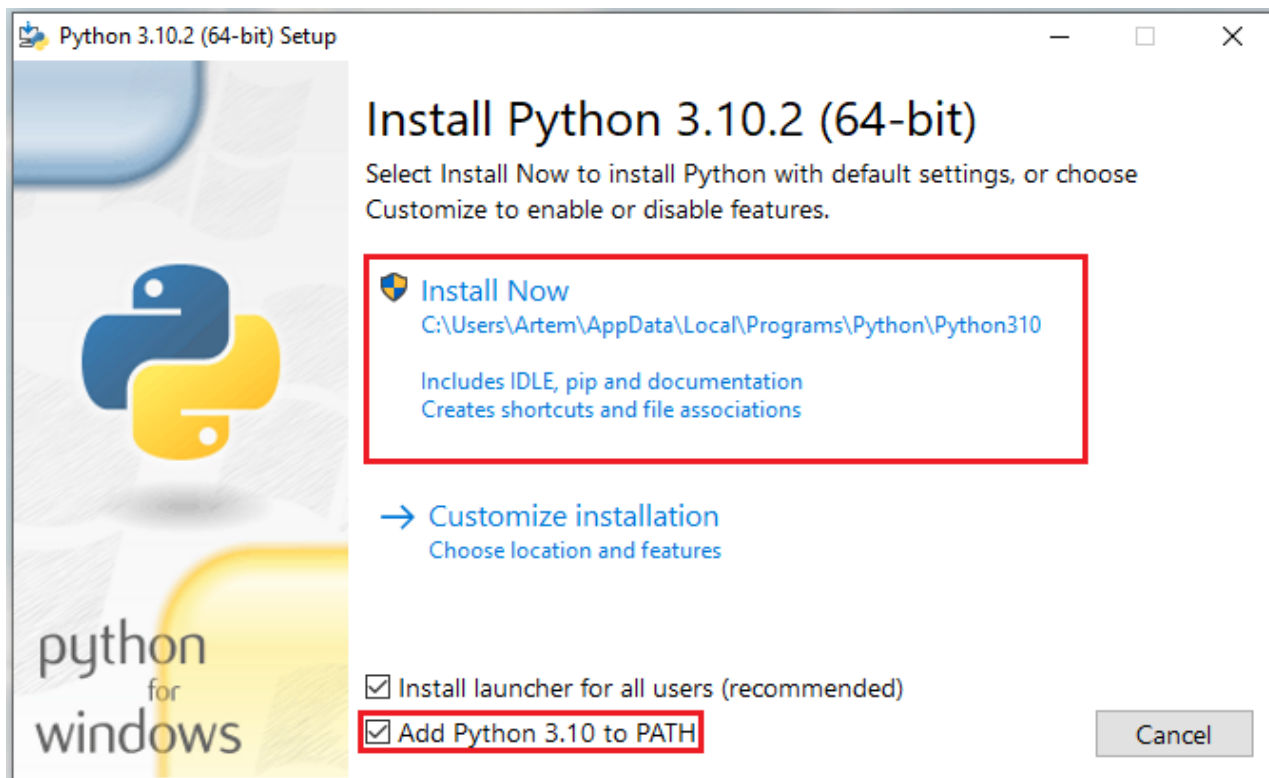 Python 3.10.2 (64-bit) Setup
Install Python 3.10.2 (64-bit)
Select Install Now to install Python with default settings, or choose
Customize to enable or disable features.
Install Now
C:\Users\Artem\AppData\Local\Programs\Python\Python310
Includes IDLE, pip and documentation
Creates shortcuts and file associations
Customize installation
Choose location and features
Install launcher for all users (recommended)
Add Python 3.10 to PATH
Cancel
python
for
windows